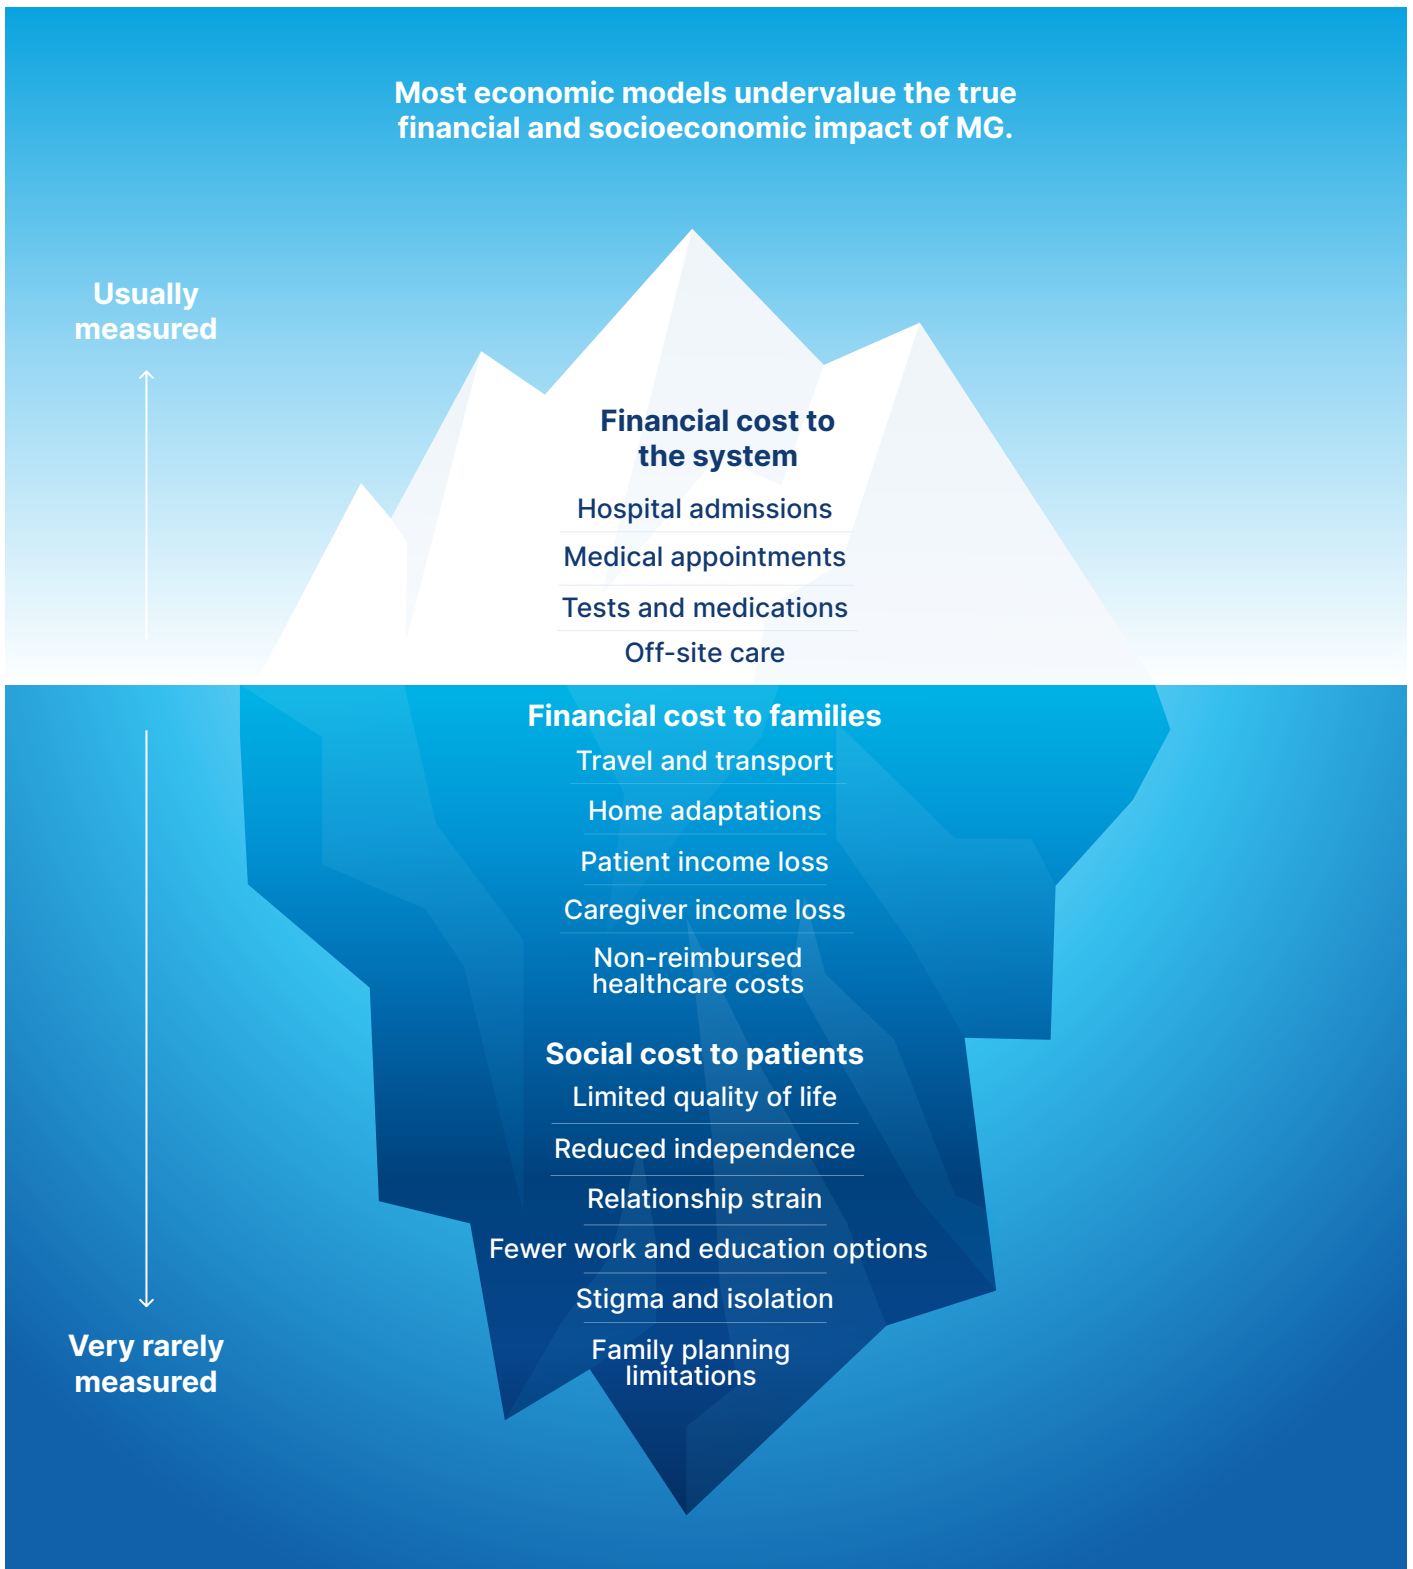 Most economic models undervalue the true
financial and socioeconomic impact of MG.
Usually
measured
Financial cost to
the system
Hospital admissions
Medical appointments
Tests and medications
Off-site care
Financial cost to families
Travel and transport
Home adaptations
Patient income loss
Caregiver income loss
Non-reimbursed
healthcare costs
Social cost to patients
Limited quality of life
Reduced independence
Relationship strain
Fewer work and education options
Stigma and isolation
Family planning
limitations
Very rarely
measured